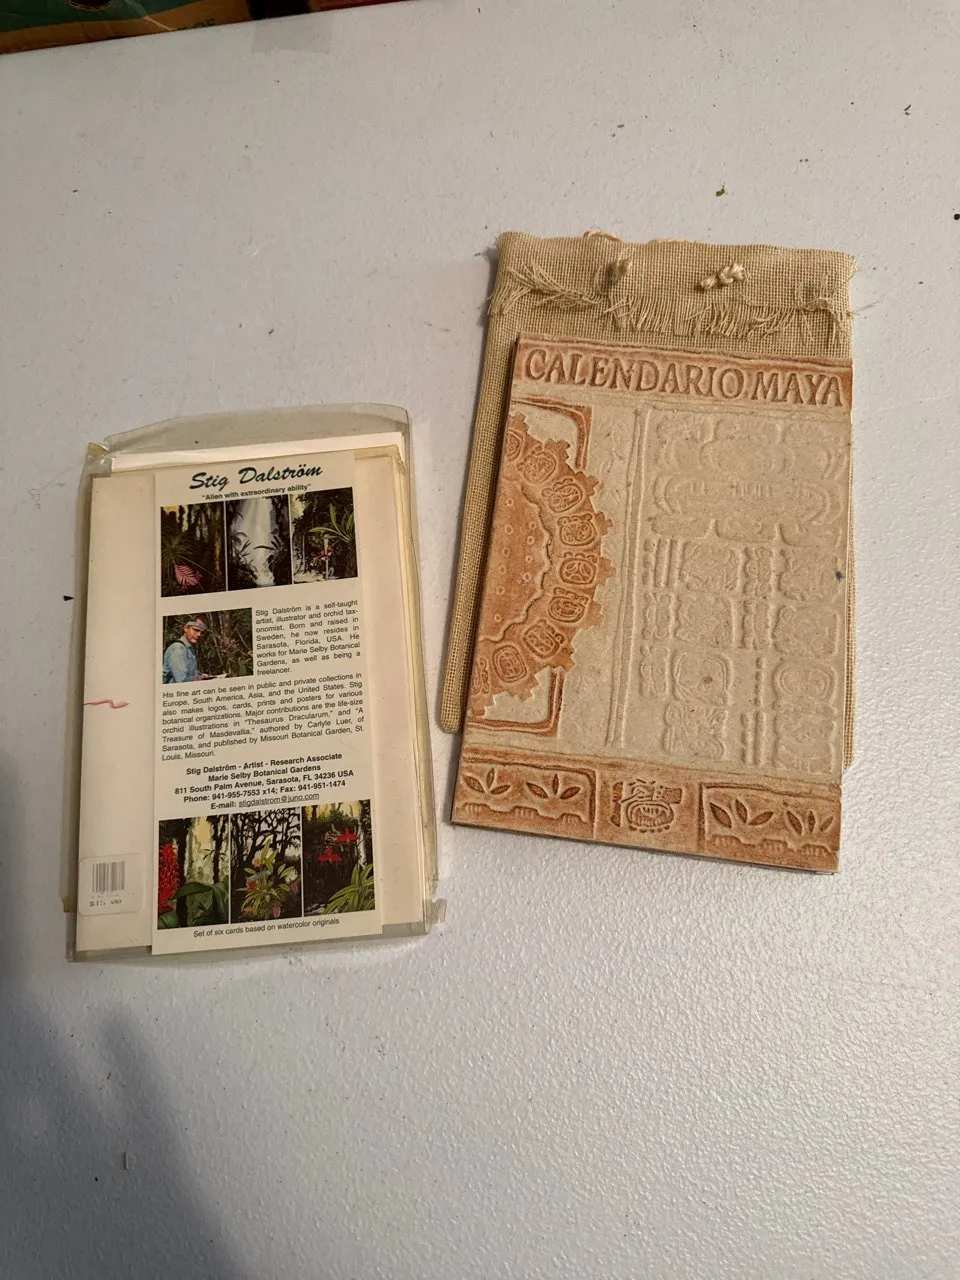 Stig Dalström
"Alien with extraordinary ability"
Stig Dalström is a self-taught
artist, illustrator and orchid tax-
onomist. Born and raised in
Sweden, he now resides in
Sarasota, Florida, USA. He
works for Marie Selby Botanical
Gardens, as well as being a
freelancer.
His fine art can be seen in public and private collections in
Europe, South America, Asia, and the United States. Stig
also makes logos, cards, prints and posters for various
botanical organizations. Major contributions are the life-size
orchid illustrations in "Thesaurus Dracularum," and "A
Treasure of Masdevallia," authored by Carlyle Luer, of
Sarasota, and published by Missouri Botanical Garden, St.
Louis, Missouri.
Stig Dalström - Artist - Research Associate
Marie Selby Botanical Gardens
811 South Palm Avenue, Sarasota, FL 34236 USA
Phone: 941-955-7553 x14; Fax: 941-951-1474
E-mail: stigdalstrom@juno.com
Set of six cards based on watercolor originals
CALENDARIO MAYA